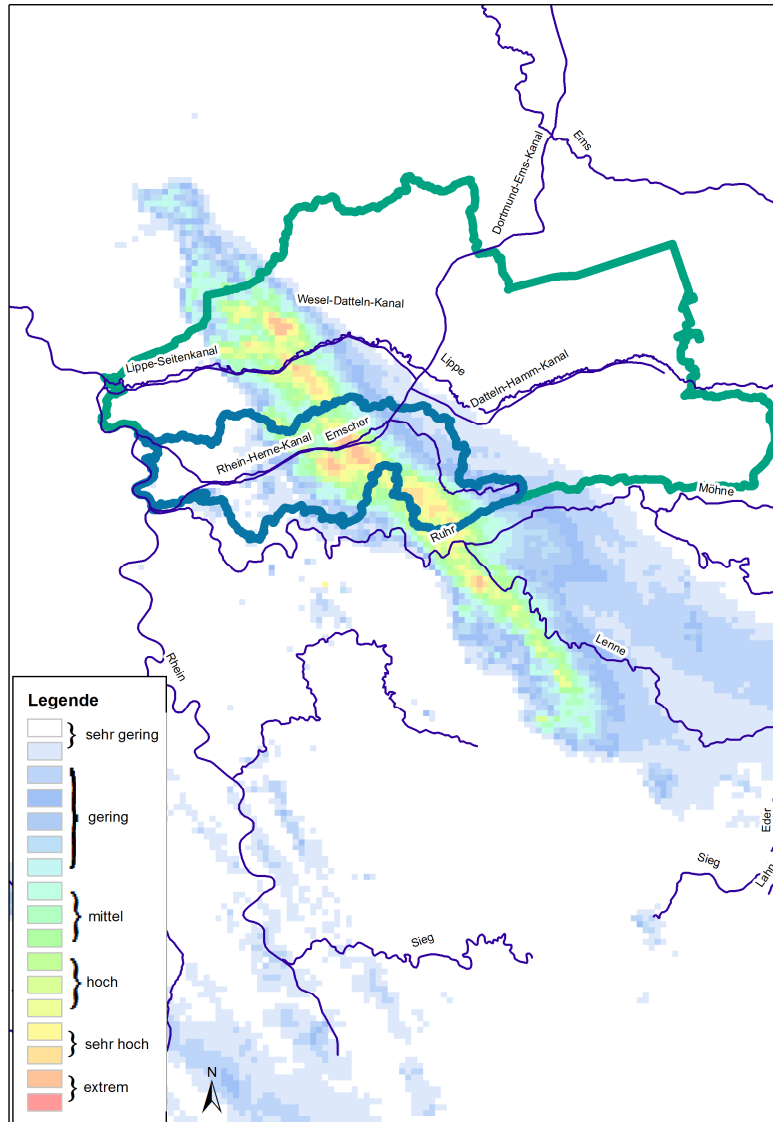 Ems
Dortmund-Ems-Kanal
Wesel-Datteln-Kanal
Lippe-Seitenkanal
Lippe
Datteln-Hamm-Kanal
Emscher
Rhein-Herne-Kanal
Möhne
Ruhr
Lenne
Rhein
Legende
sehr gering
gering
mittel
hoch
sehr hoch
extrem
Eder
Sieg
Lahn
Sieg
N